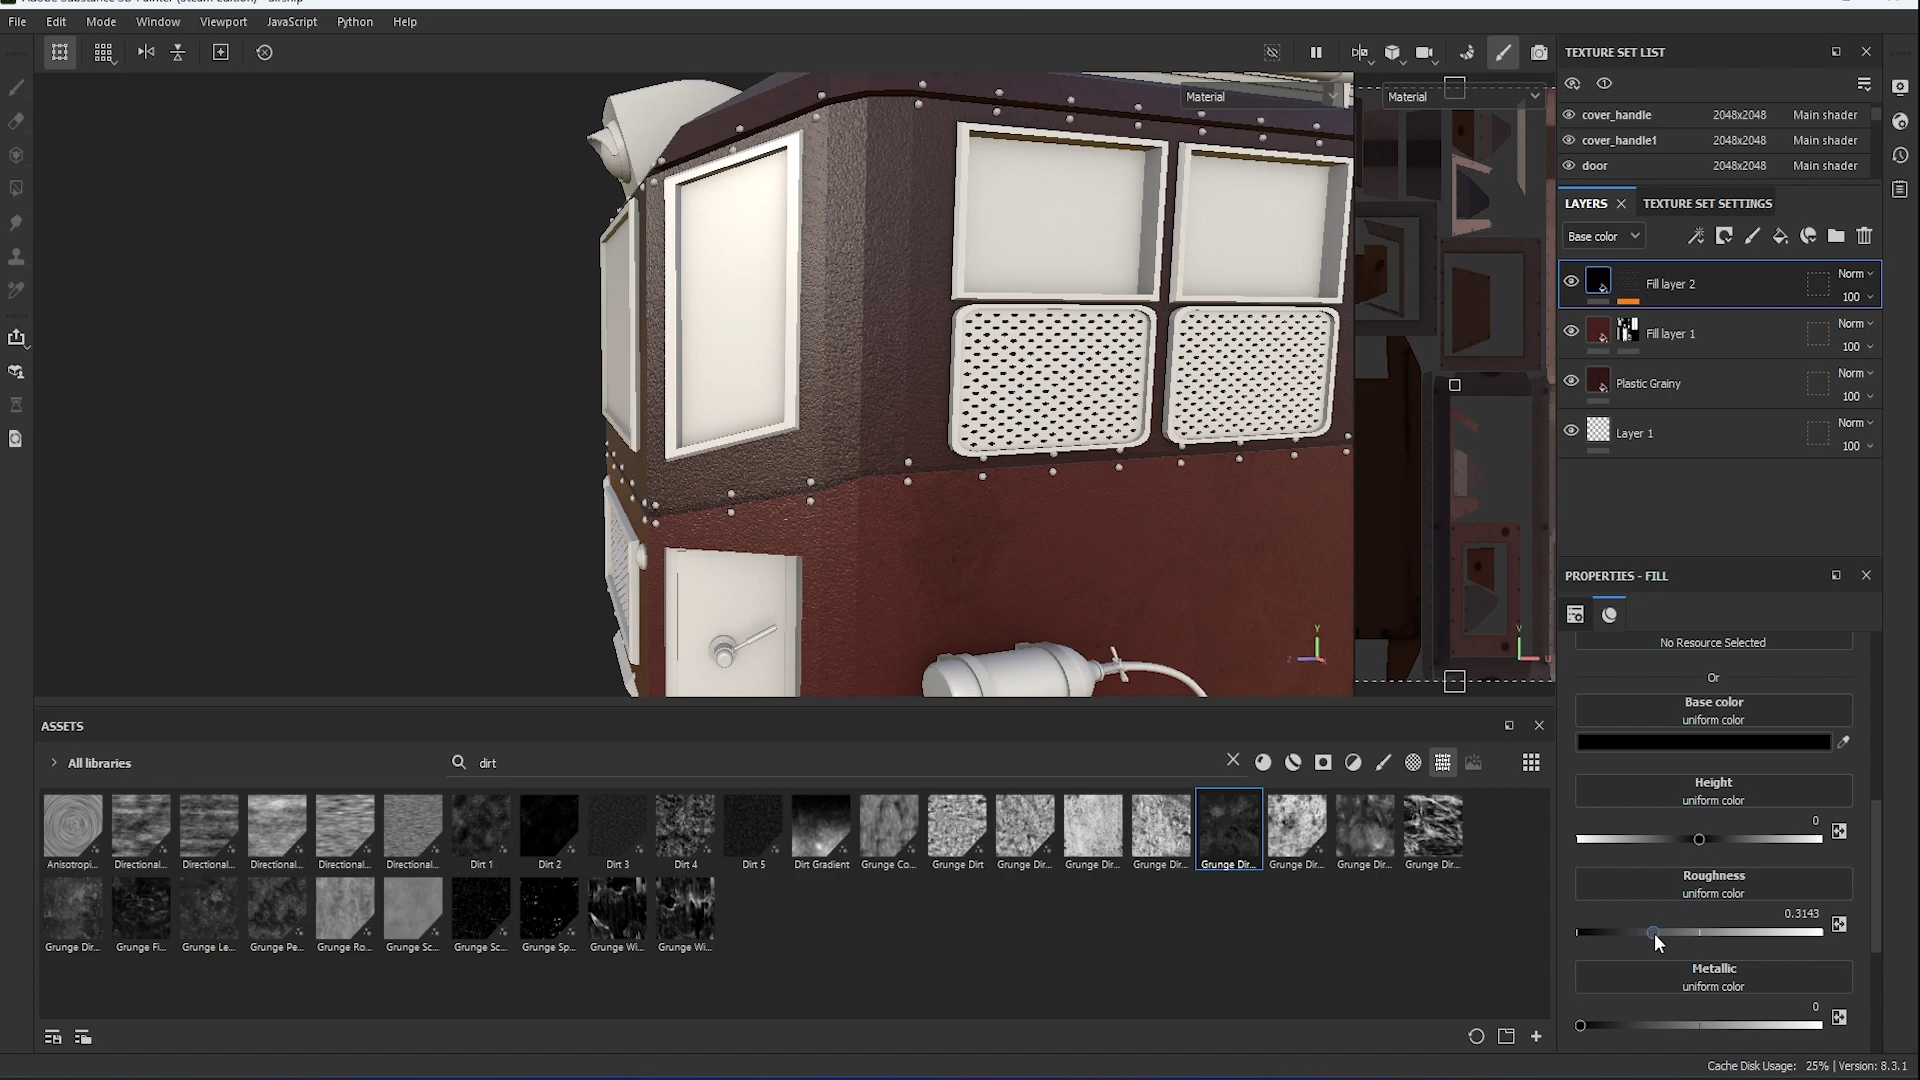 Adobe Substance 3D Painter (Steam Edition) - airship
File Edit Mode Window Viewport JavaScript Python Help
Material
Material
TEXTURE SET LIST
cover_handle 2048x2048 Main shader
cover_handle1 2048x2048 Main shader
door 2048x2048 Main shader
LAYERS TEXTURE SET SETTINGS
Base color
Fill layer 2 Norm 100
Fill layer 1 Norm 100
Plastic Grainy Norm 100
Layer 1 Norm 100
PROPERTIES - FILL
No Resource Selected
Or
Base color
uniform color
Height
uniform color
0
Roughness
uniform color
0.3143
Metallic
uniform color
0
Y
Z
V
U
ASSETS
All libraries
dirt
Anisotropi... Directional... Directional... Directional... Directional... Directional... Dirt 1 Dirt 2 Dirt 3 Dirt 4 Dirt 5 Dirt Gradient Grunge Co... Grunge Dirt Grunge Dir... Grunge Dir... Grunge Dir... Grunge Dir... Grunge Dir... Grunge Dir... Grunge Dir...
Grunge Dir... Grunge Fi... Grunge Le... Grunge Pe... Grunge Ro... Grunge Sc... Grunge Sc... Grunge Sp... Grunge Wi... Grunge Wi...
Cache Disk Usage: 25% | Version: 8.3.1